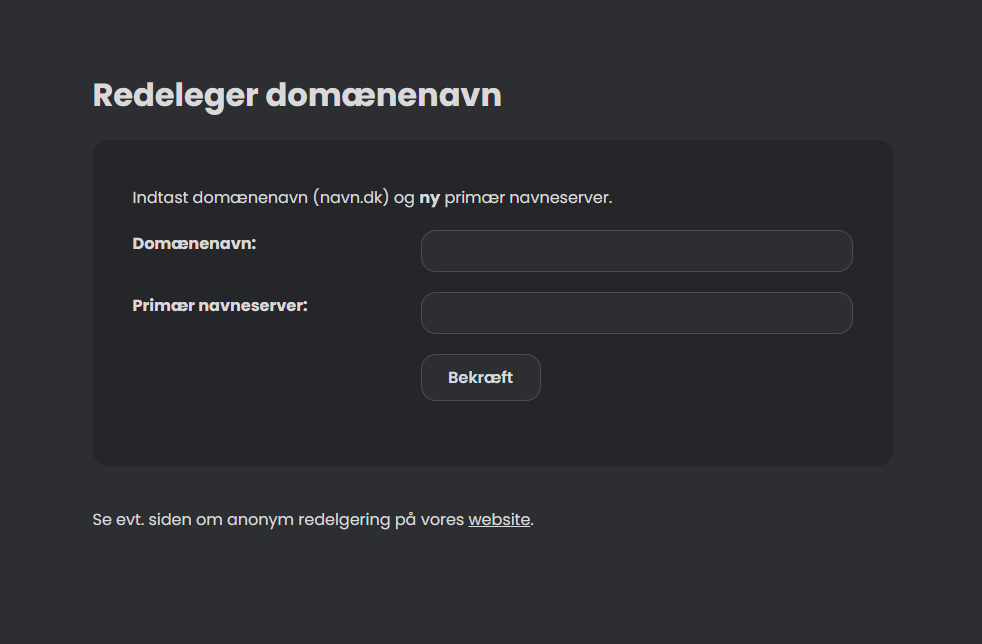 Redeleger domænenavn
Indtast domænenavn (navn.dk) og ny primær navneserver.
Domænenavn:
Primær navneserver:
Bekræft
Se evt. siden om anonym redelgering på vores website.